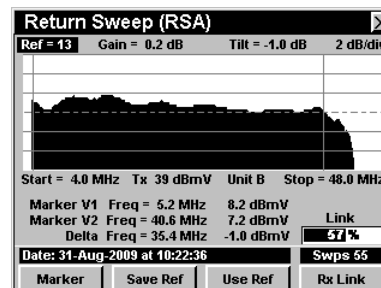 Return Sweep (RSA)
Ref = 13 Gain = 0.2 dB Tilt = -1.0 dB 2 dB/div
Start = 4.0 MHz Tx 39 dBmV Unit B Stop = 48.0 MHz
Marker V1 Freq = 5.2 MHz 8.2 dBmV
Marker V2 Freq = 40.6 MHz 7.2 dBmV Link
Delta Freq = 35.4 MHz -1.0 dBmV 57 %
Date: 31-Aug-2009 at 10:22:36 Swps 55
Marker Save Ref Use Ref Rx Link